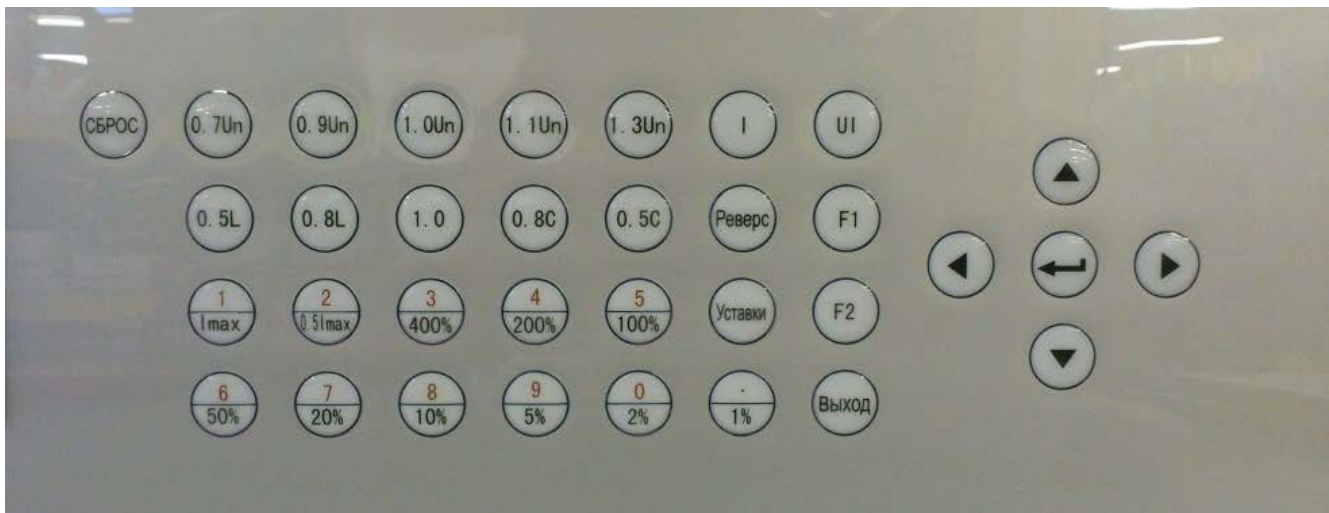 СБРОС 0.7Un 0.9Un 1.0Un 1.1Un 1.3Un I UI
0.5L 0.8L 1.0 0.8C 0.5C Реверс F1
1 2 3 4 5
Imax 0.5Imax 400% 200% 100% Уставки F2
6 7 8 9 0 .
50% 20% 10% 5% 2% 1% Выход